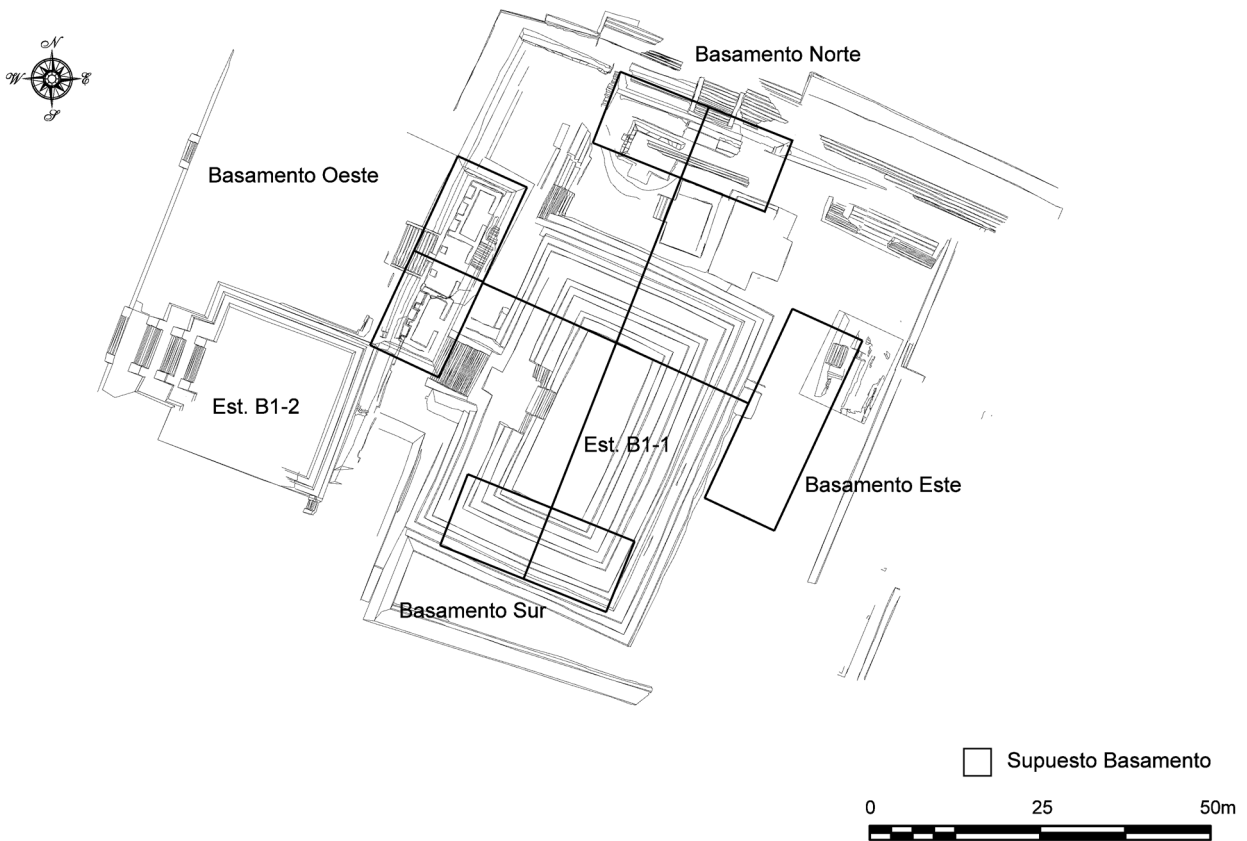 Basamento Norte
N
W E
S
Basamento Oeste
Est. B1-2
Est. B1-1
Basamento Este
Basamento Sur
Supuesto Basamento
0 25 50m